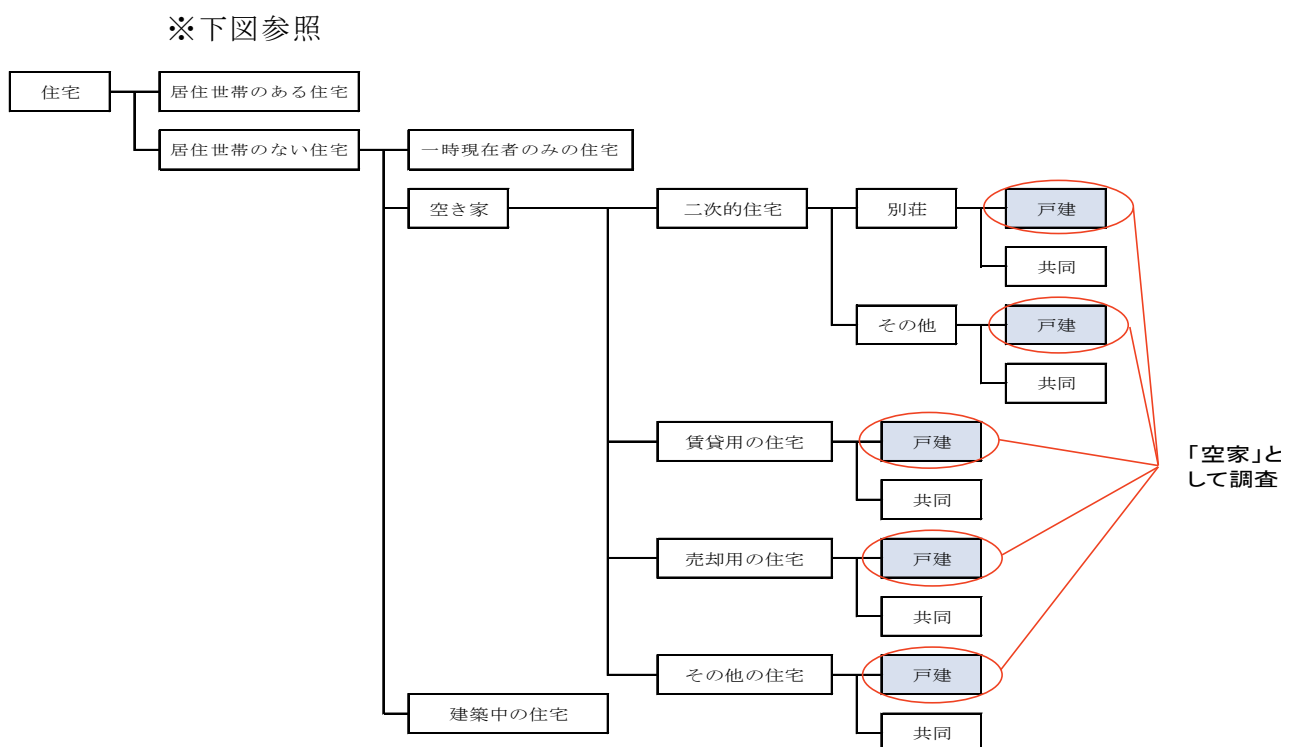 ※下図参照
住宅
居住世帯のある住宅
居住世帯のない住宅
一時現在者のみの住宅
空き家
二次的住宅
別荘
戸建
共同
その他
戸建
共同
賃貸用の住宅
戸建
共同
売却用の住宅
戸建
共同
その他の住宅
戸建
共同
建築中の住宅
「空家」と
して調査